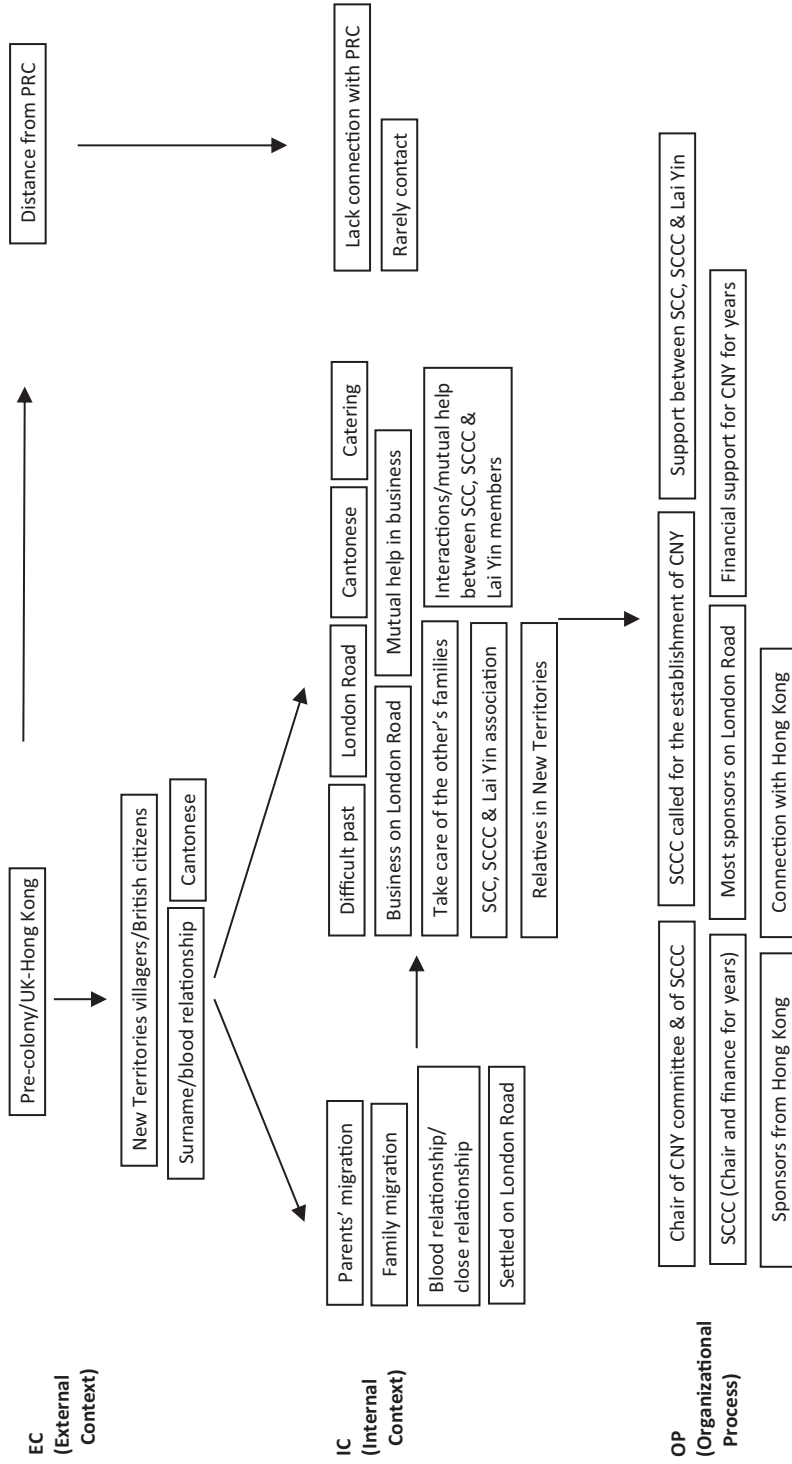 EC
(External
Context)
Pre-colony/UK-Hong Kong
Distance from PRC
New Territories villagers/British citizens
Surname/blood relationship
Cantonese
IC
(Internal
Context)
Parents’ migration
Family migration
Blood relationship/
close relationship
Settled on London Road
Difficult past
London Road
Cantonese
Catering
Business on London Road
Mutual help in business
Take care of the other’s families
Interactions/mutual help
between SCC, SCCC &
Lai Yin members
SCC, SCCC & Lai Yin association
Relatives in New Territories
Lack connection with PRC
Rarely contact
OP
(Organizational
Process)
Chair of CNY committee & of SCCC
SCCC called for the establishment of CNY
Support between SCC, SCCC & Lai Yin
SCCC (Chair and finance for years)
Most sponsors on London Road
Financial support for CNY for years
Sponsors from Hong Kong
Connection with Hong Kong